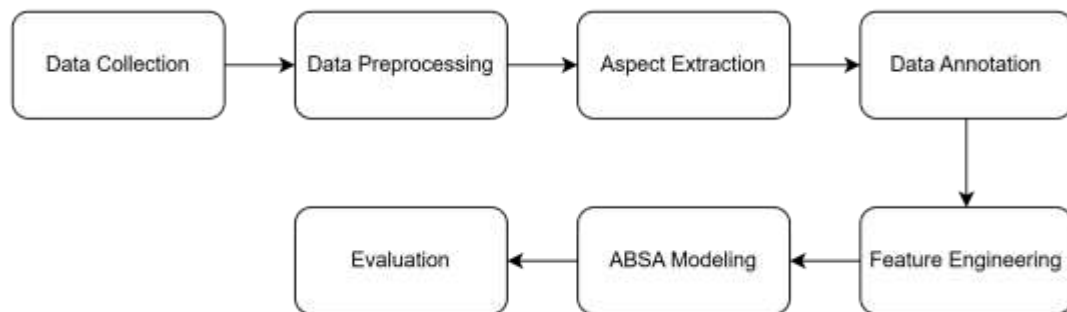 Data Collection
Data Preprocessing
Aspect Extraction
Data Annotation
Feature Engineering
ABSA Modeling
Evaluation